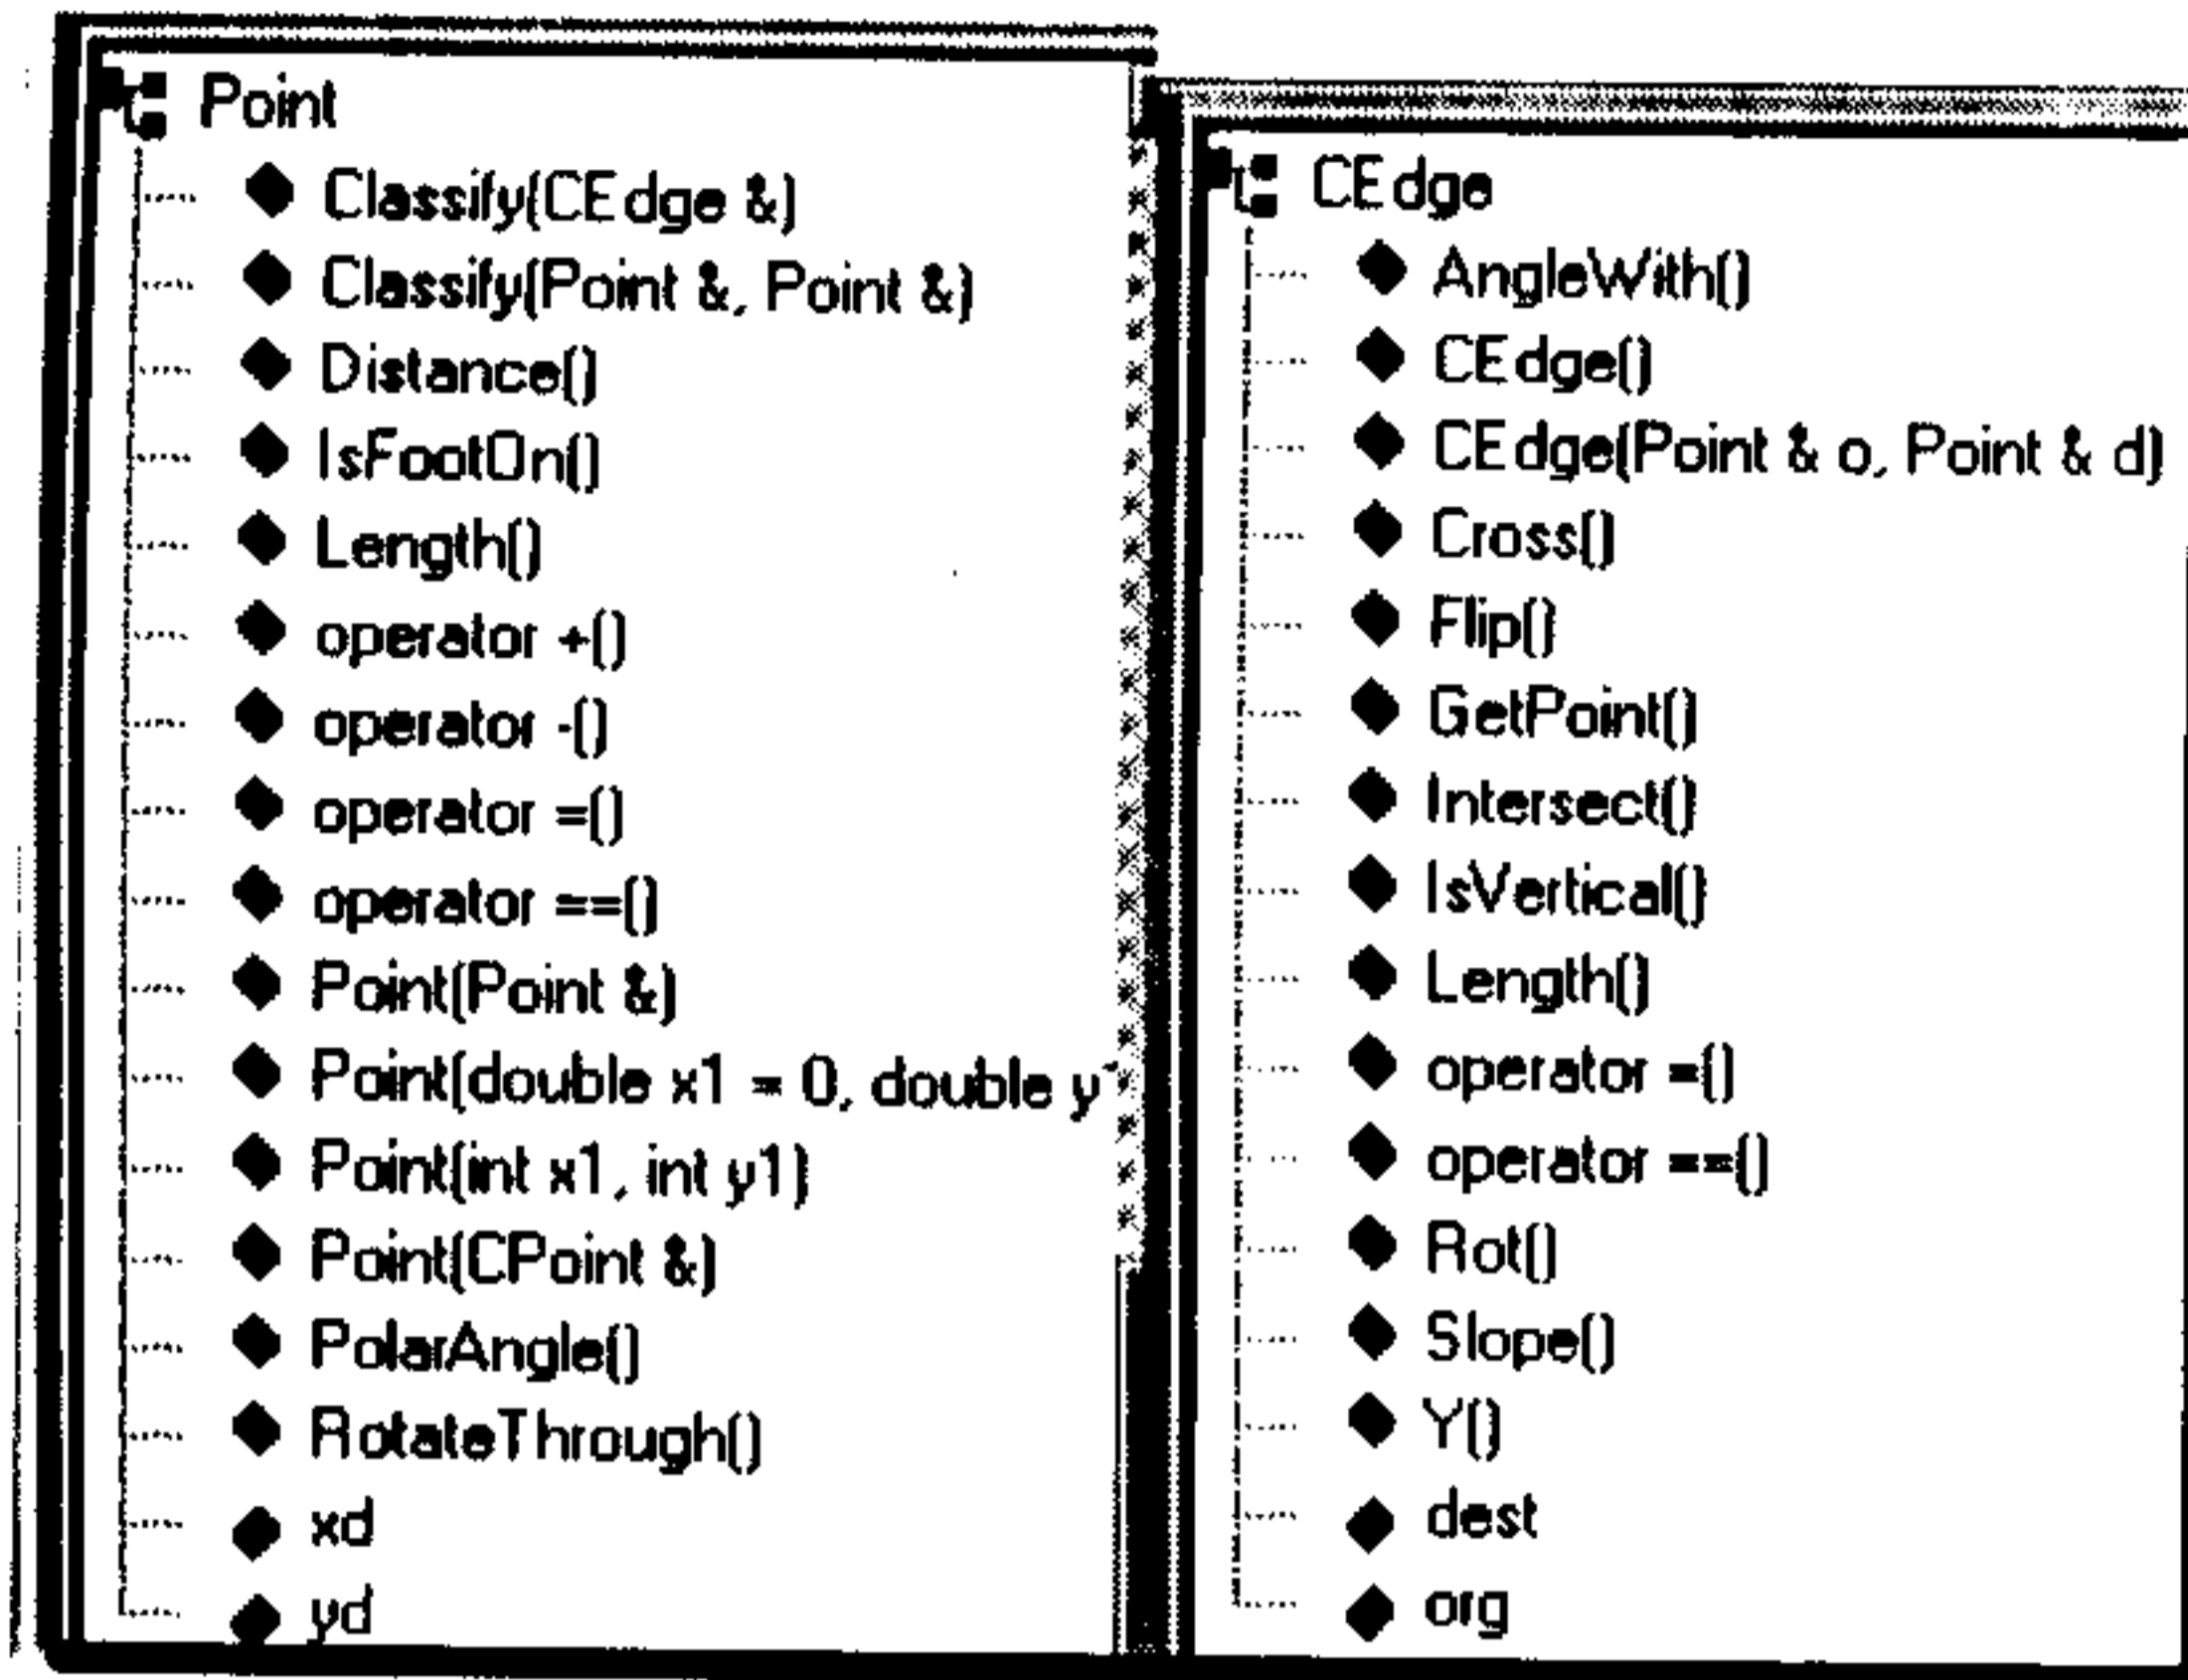 Point
Classify(CEdge &)
Classify(Point &, Point &)
Distance()
IsFootOn()
Length()
operator +()
operator -()
operator =()
operator ==()
Point(Point &)
Point(double x1 = 0, double y
Point(int x1, int y1)
Point(CPoint &)
PolarAngle()
RotateThrough()
xd
yd
CEdge
AngleWith()
CEdge()
CEdge(Point & o, Point & d)
Cross()
Flip()
GetPoint()
Intersect()
IsVertical()
Length()
operator =()
operator ==()
Rot()
Slope()
Y()
dest
org